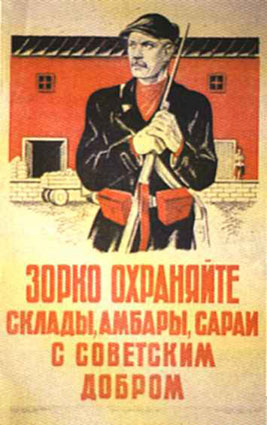 ЗОРКО ОХРАНЯЙТЕ
СКЛАДЫ, АМБАРЫ, САРАИ
С СОВЕТСКИМ
ДОБРОМ